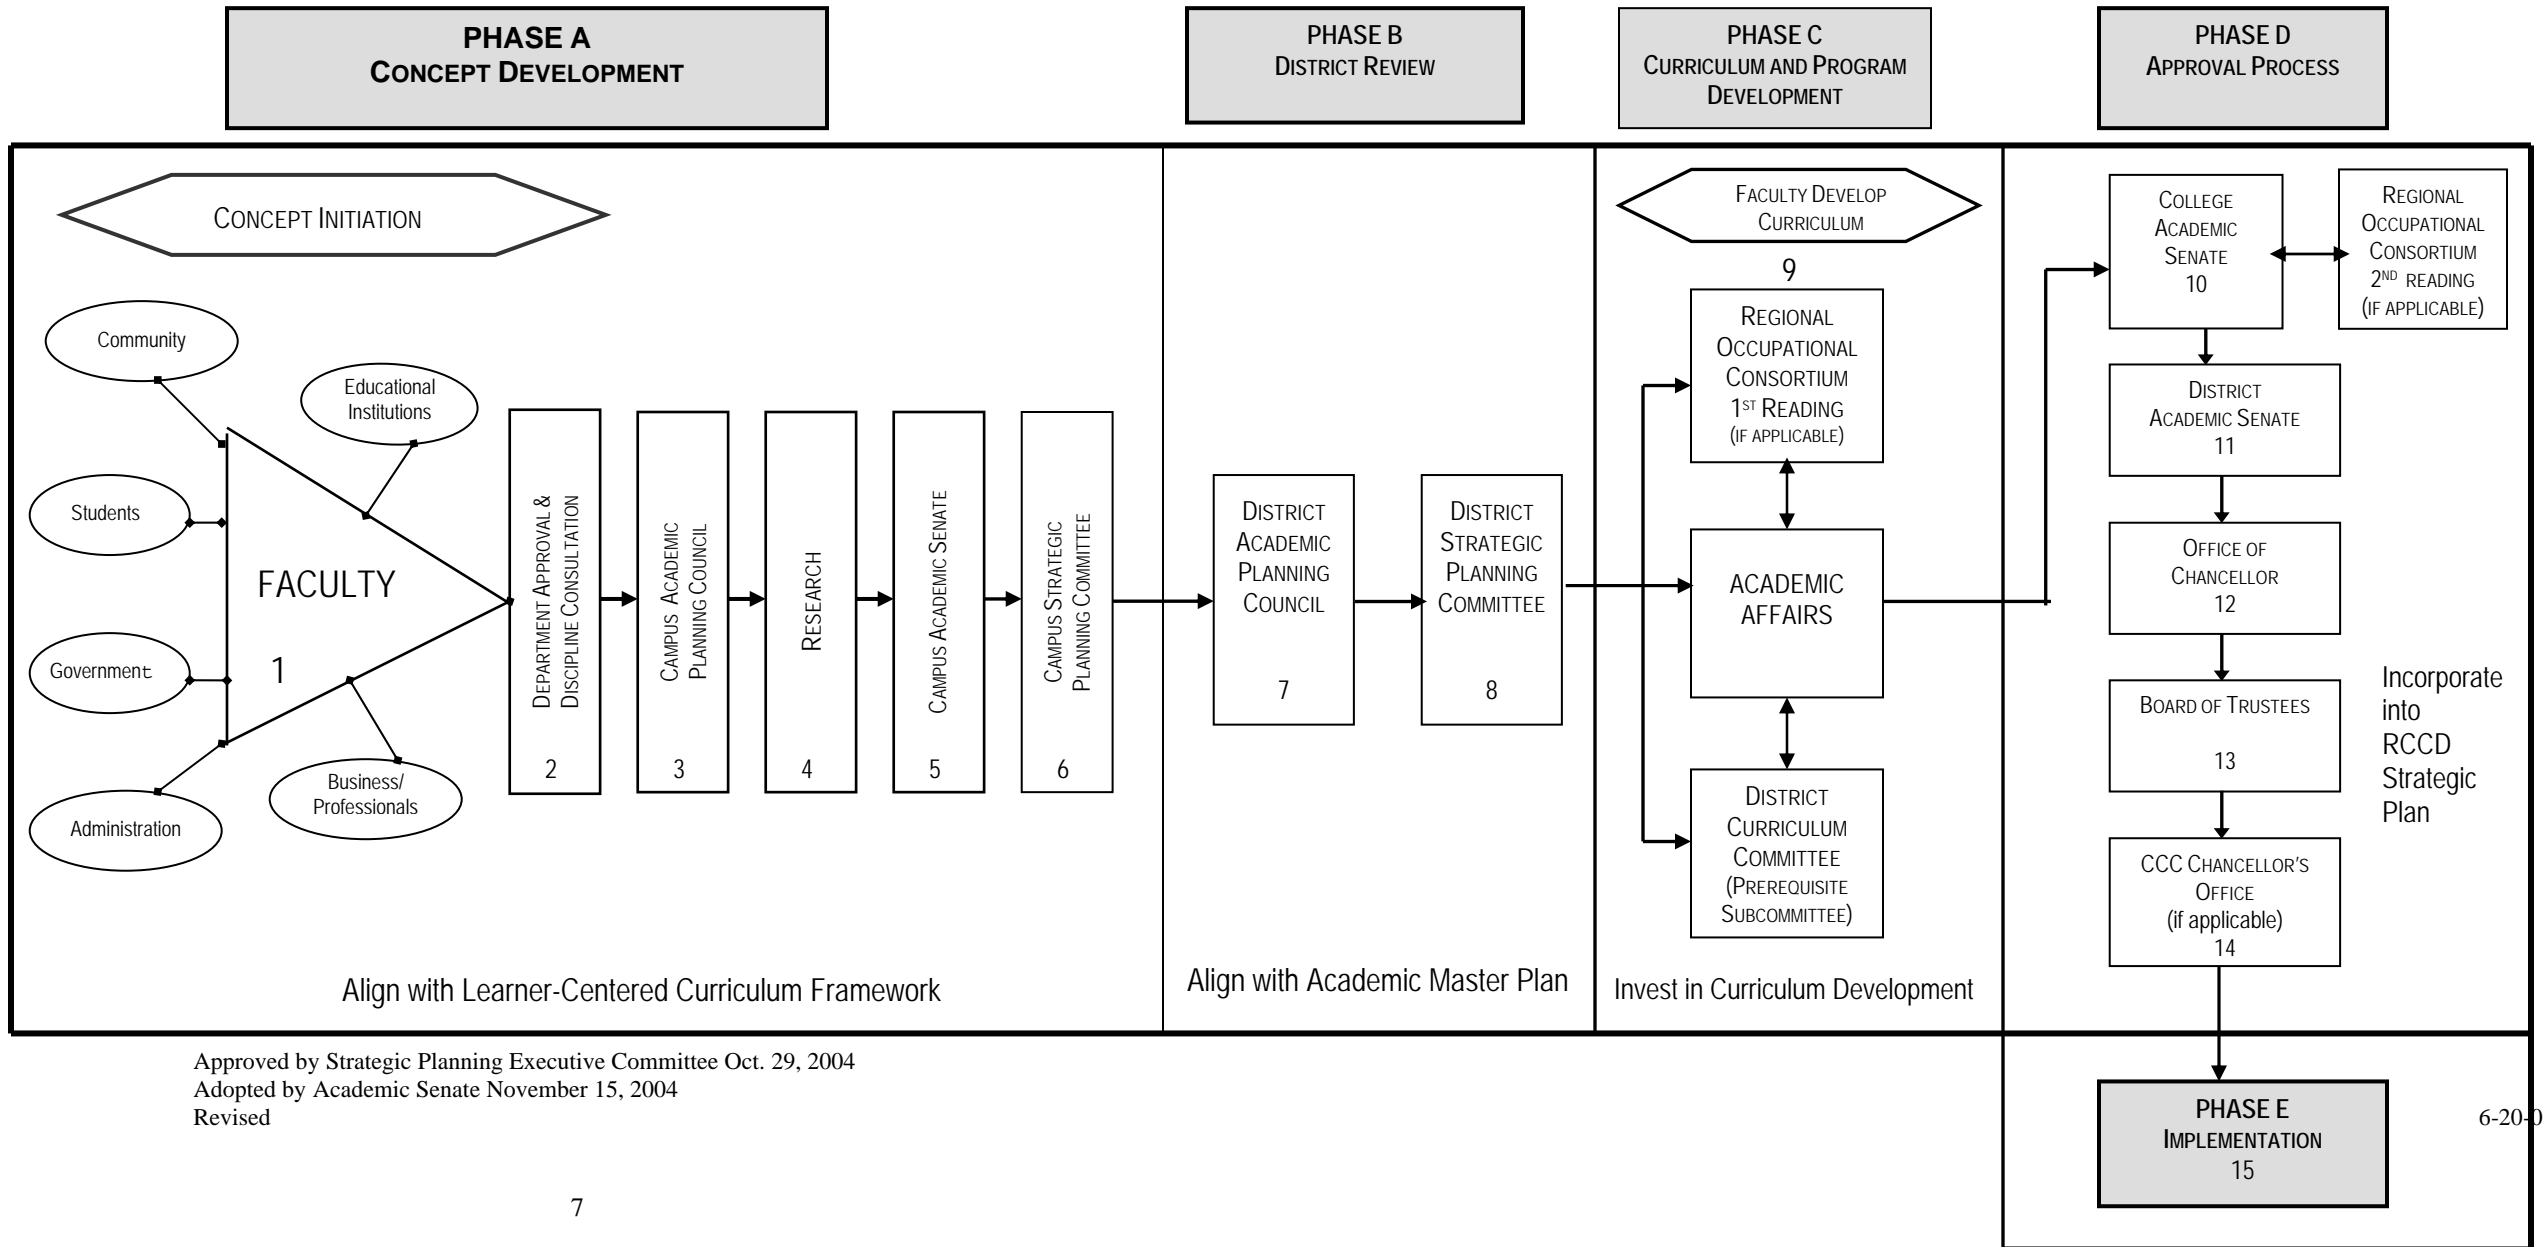 PHASE A
CONCEPT DEVELOPMENT
PHASE B
DISTRICT REVIEW
PHASE C
CURRICULUM AND PROGRAM
DEVELOPMENT
PHASE D
APPROVAL PROCESS
CONCEPT INITIATION
Community
Educational
Institutions
Students
FACULTY
1
Government
Administration
Business/
Professionals
DEPARTMENT APPROVAL &
DISCIPLINE CONSULTATION
2
CAMPUS ACADEMIC
PLANNING COUNCIL
3
RESEARCH
4
CAMPUS ACADEMIC SENATE
5
CAMPUS STRATEGIC
PLANNING COMMITTEE
6
Align with Learner-Centered Curriculum Framework
DISTRICT
ACADEMIC
PLANNING
COUNCIL
7
DISTRICT
STRATEGIC
PLANNING
COMMITTEE
8
Align with Academic Master Plan
FACULTY DEVELOP
CURRICULUM
9
REGIONAL
OCCUPATIONAL
CONSORTIUM
1ST READING
(IF APPLICABLE)
ACADEMIC
AFFAIRS
DISTRICT
CURRICULUM
COMMITTEE
(PREREQUISITE
SUBCOMMITTEE)
Invest in Curriculum Development
COLLEGE
ACADEMIC
SENATE
10
REGIONAL
OCCUPATIONAL
CONSORTIUM
2ND READING
(IF APPLICABLE)
DISTRICT
ACADEMIC SENATE
11
OFFICE OF
CHANCELLOR
12
BOARD OF TRUSTEES
13
CCC CHANCELLOR'S
OFFICE
(if applicable)
14
Incorporate
into
RCCD
Strategic
Plan
PHASE E
IMPLEMENTATION
15
Approved by Strategic Planning Executive Committee Oct. 29, 2004
Adopted by Academic Senate November 15, 2004
Revised
6-20-0
7